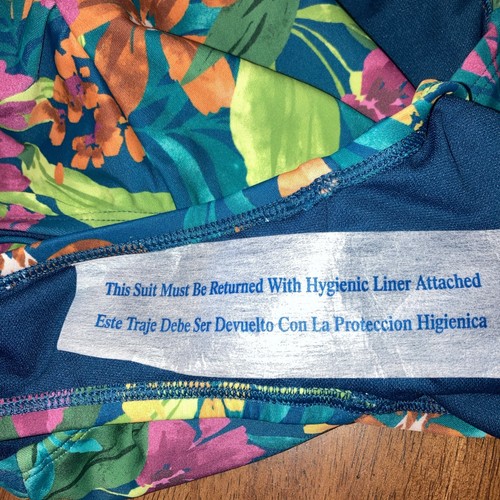 This Suit Must Be Returned With Hygienic Liner Attached
Este Traje Debe Ser Devuelto Con La Proteccion Higienica